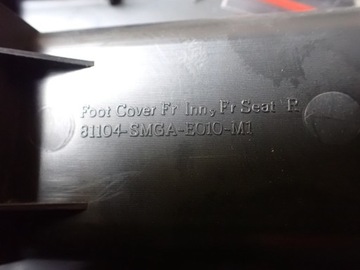 Foot Cover Fr Inn, Fr Seat R
81104-SMGA-E010-M1